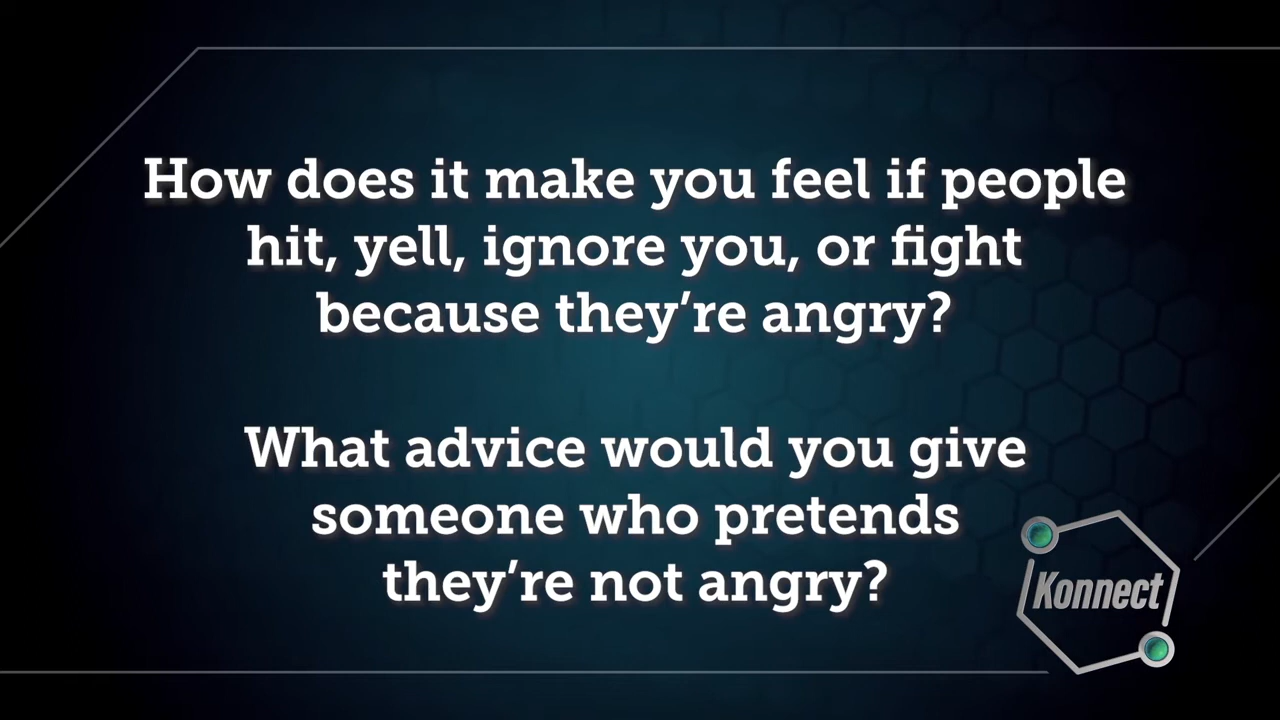 How does it make you feel if people
hit, yell, ignore you, or fight
because they’re angry?
What advice would you give
someone who pretends
they’re not angry?
Konnect